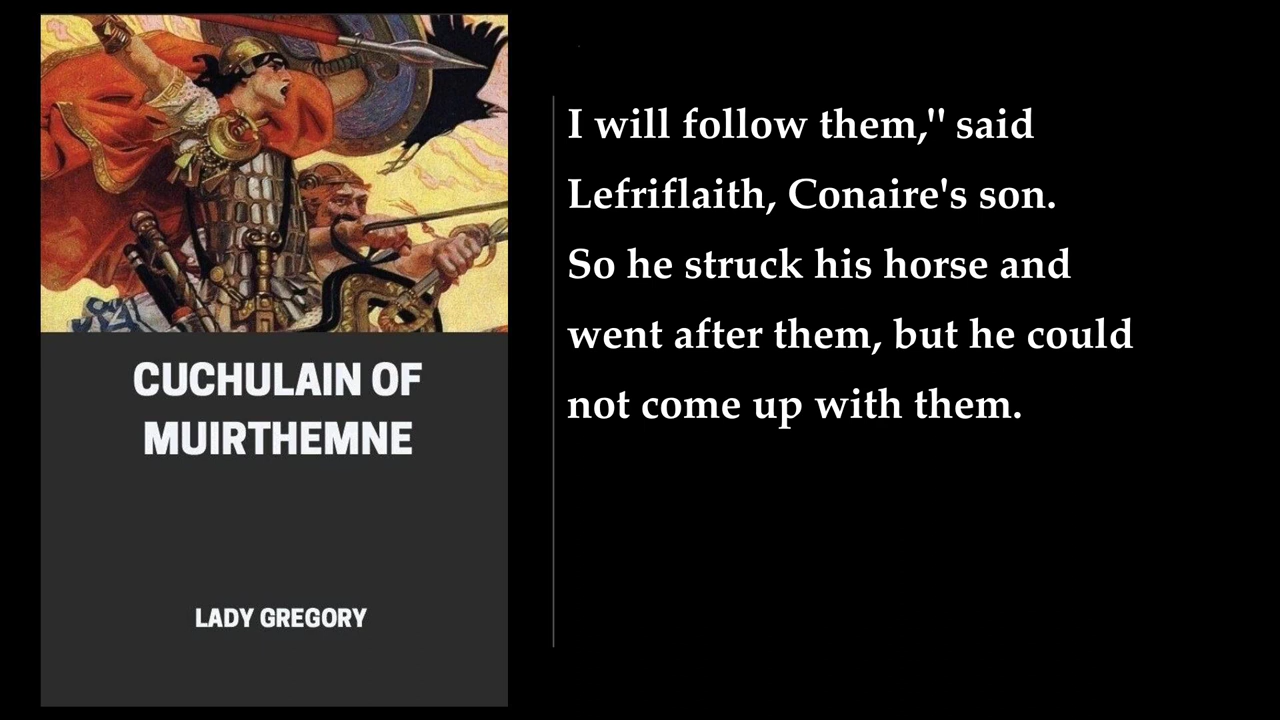 CUCHULAIN OF
MUIRTHEMNE
LADY GREGORY
I will follow them," said
Lefriflaith, Conaire's son.
So he struck his horse and
went after them, but he could
not come up with them.